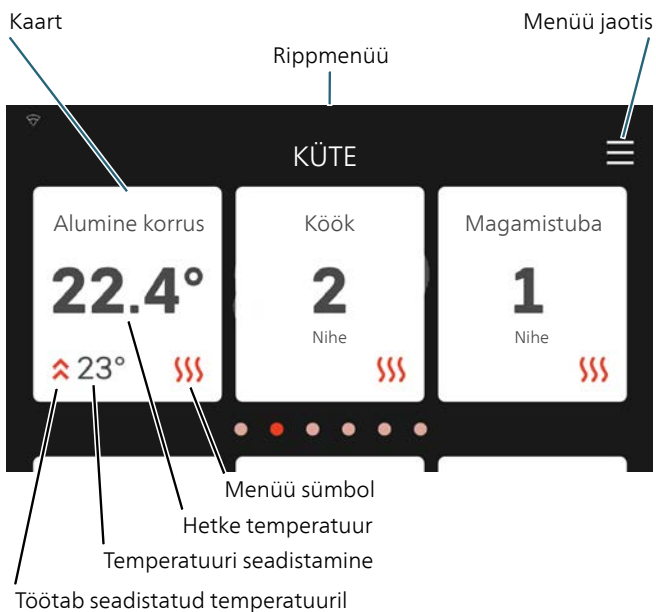 Kaart
Menüü jaotis
Rippmenüü
KÜTE
Alumine korrus
Köök
Magamistuba
22.4°
2
1
Nihe
Nihe
23°
Menüü sümbol
Hetke temperatuur
Temperatuuri seadistamine
Töötab seadistatud temperatuuril